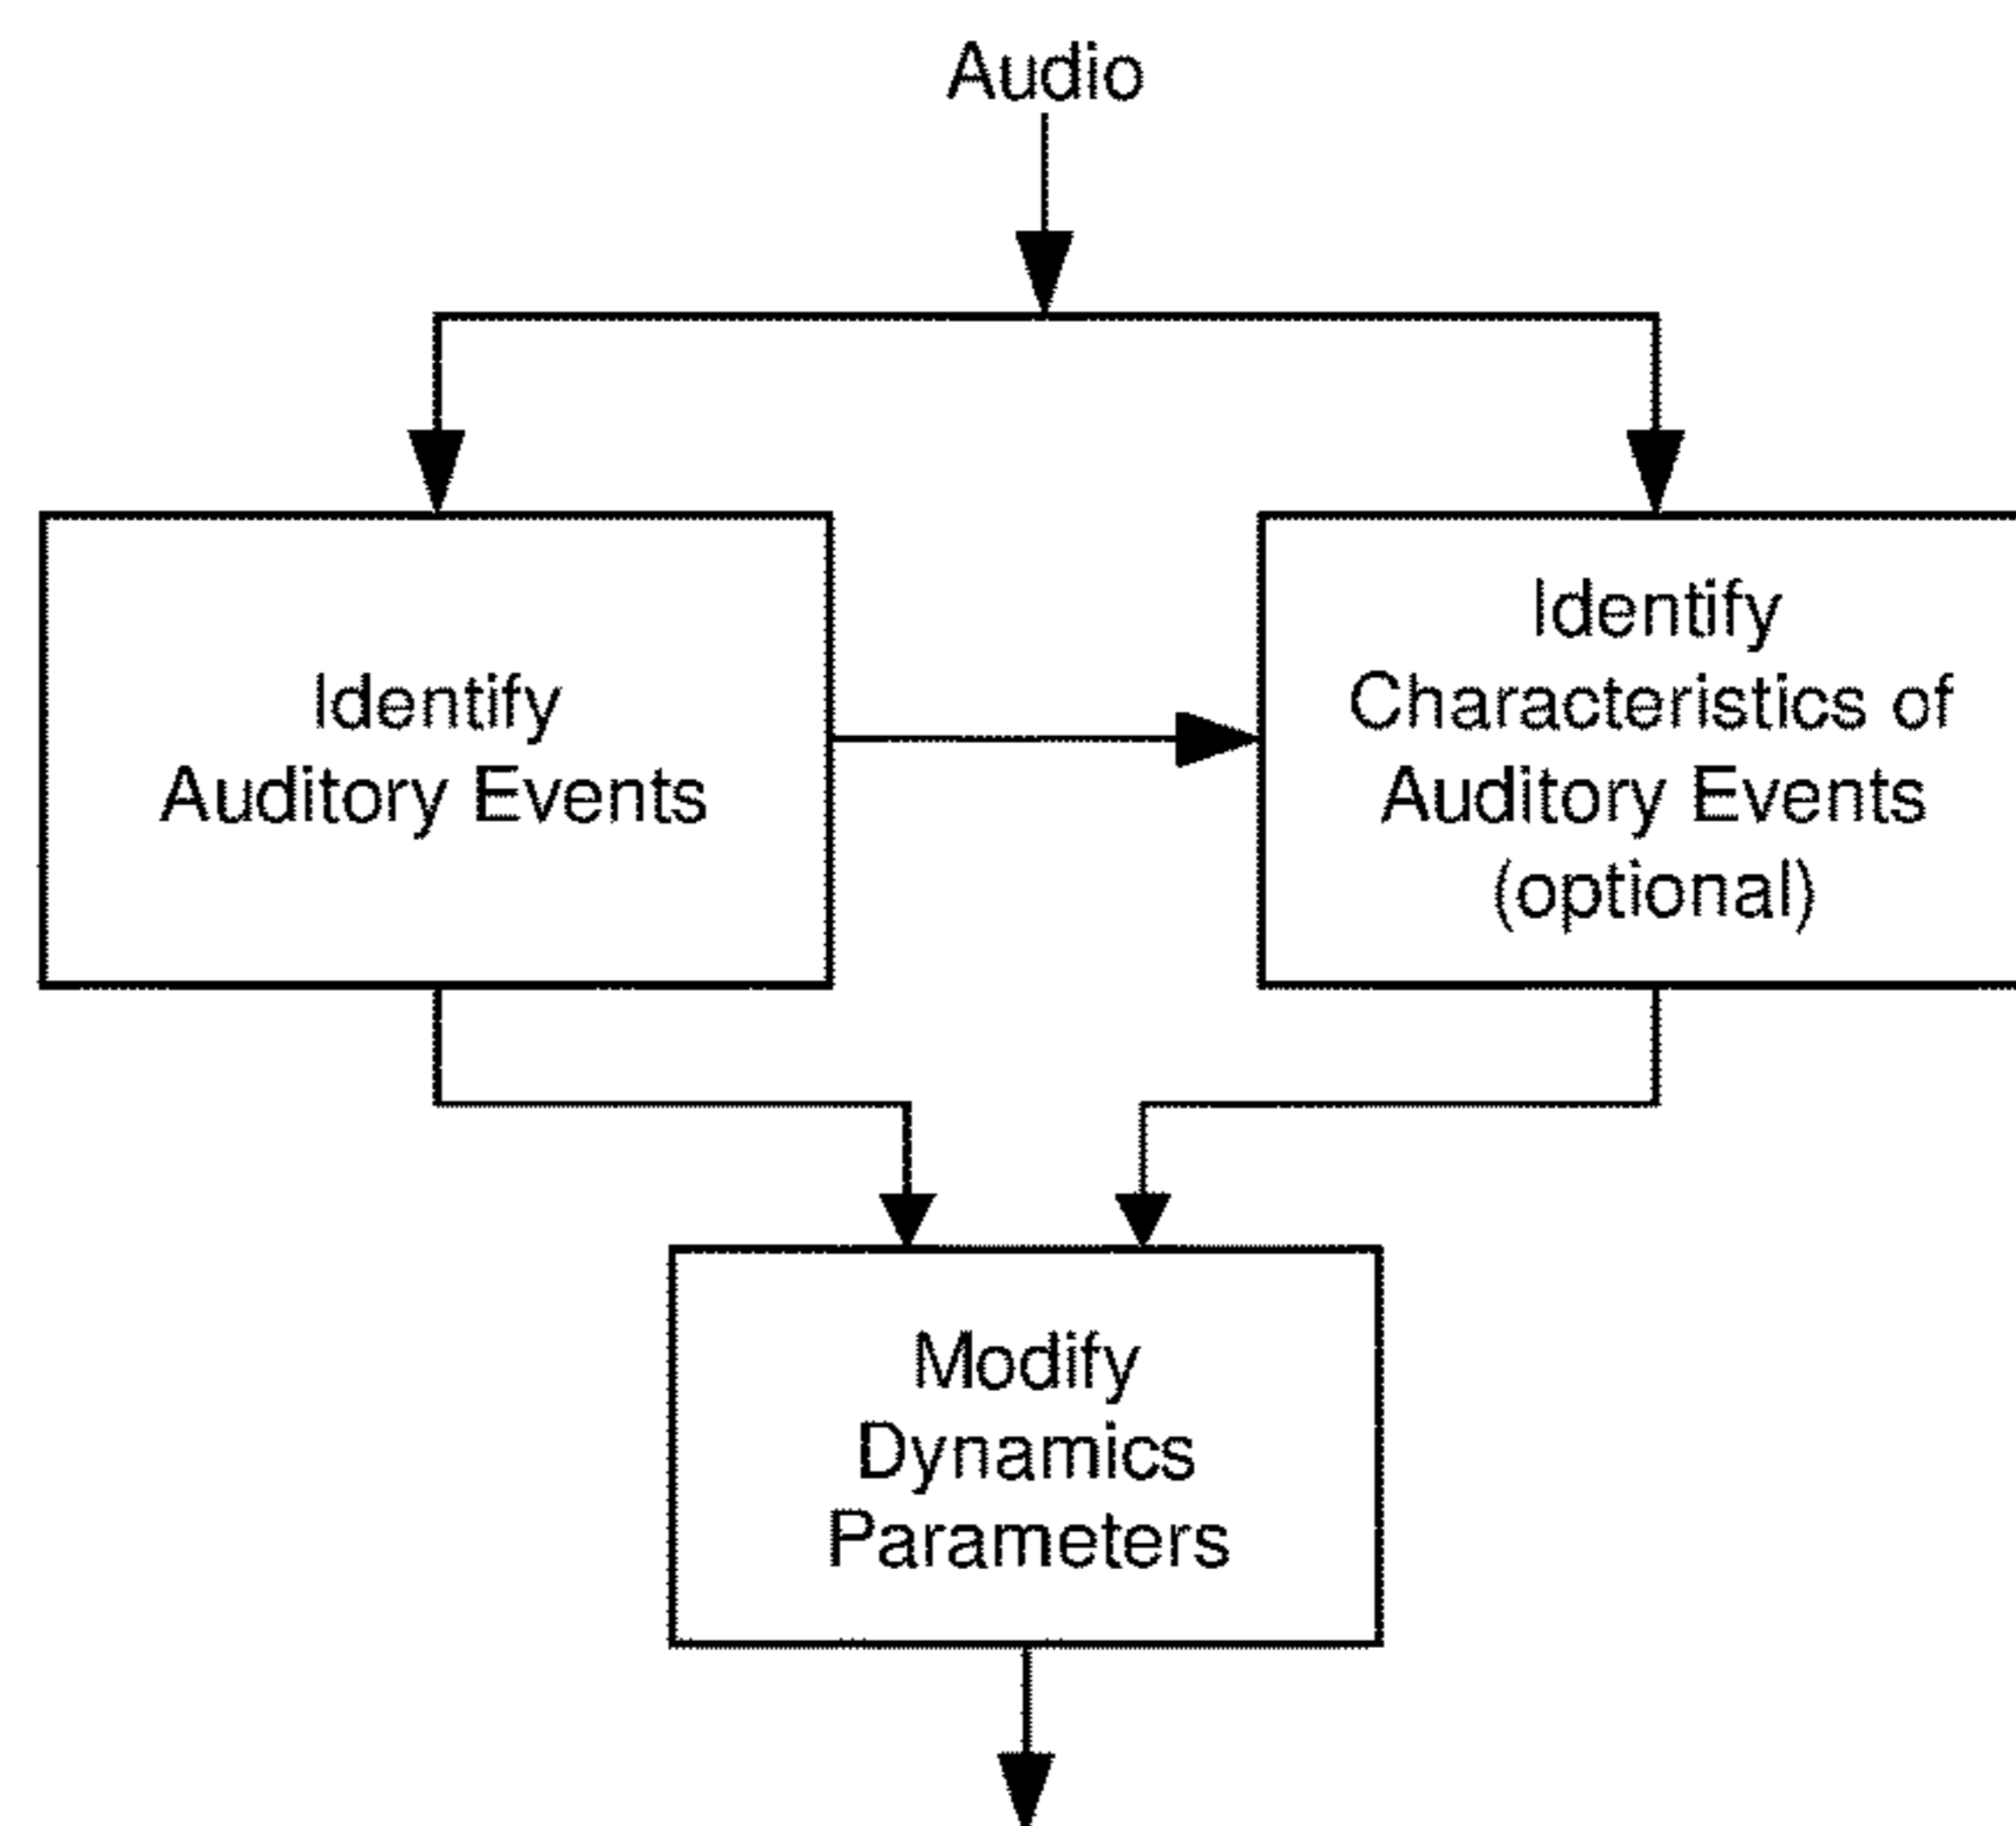 Audio
Identify
Auditory Events
Identify
Characteristics of
Auditory Events
(optional)
Modify
Dynamics
Parameters